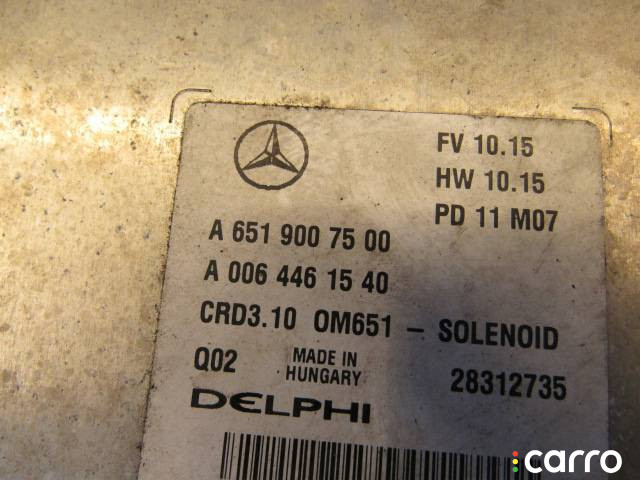 FV 10.15
HW 10.15
PD 11 M07
A 651 900 75 00
A 006 446 15 40
CRD3.10 OM651 – SOLENOID
Q02 MADE IN HUNGARY 28312735
DELPHI
:carro